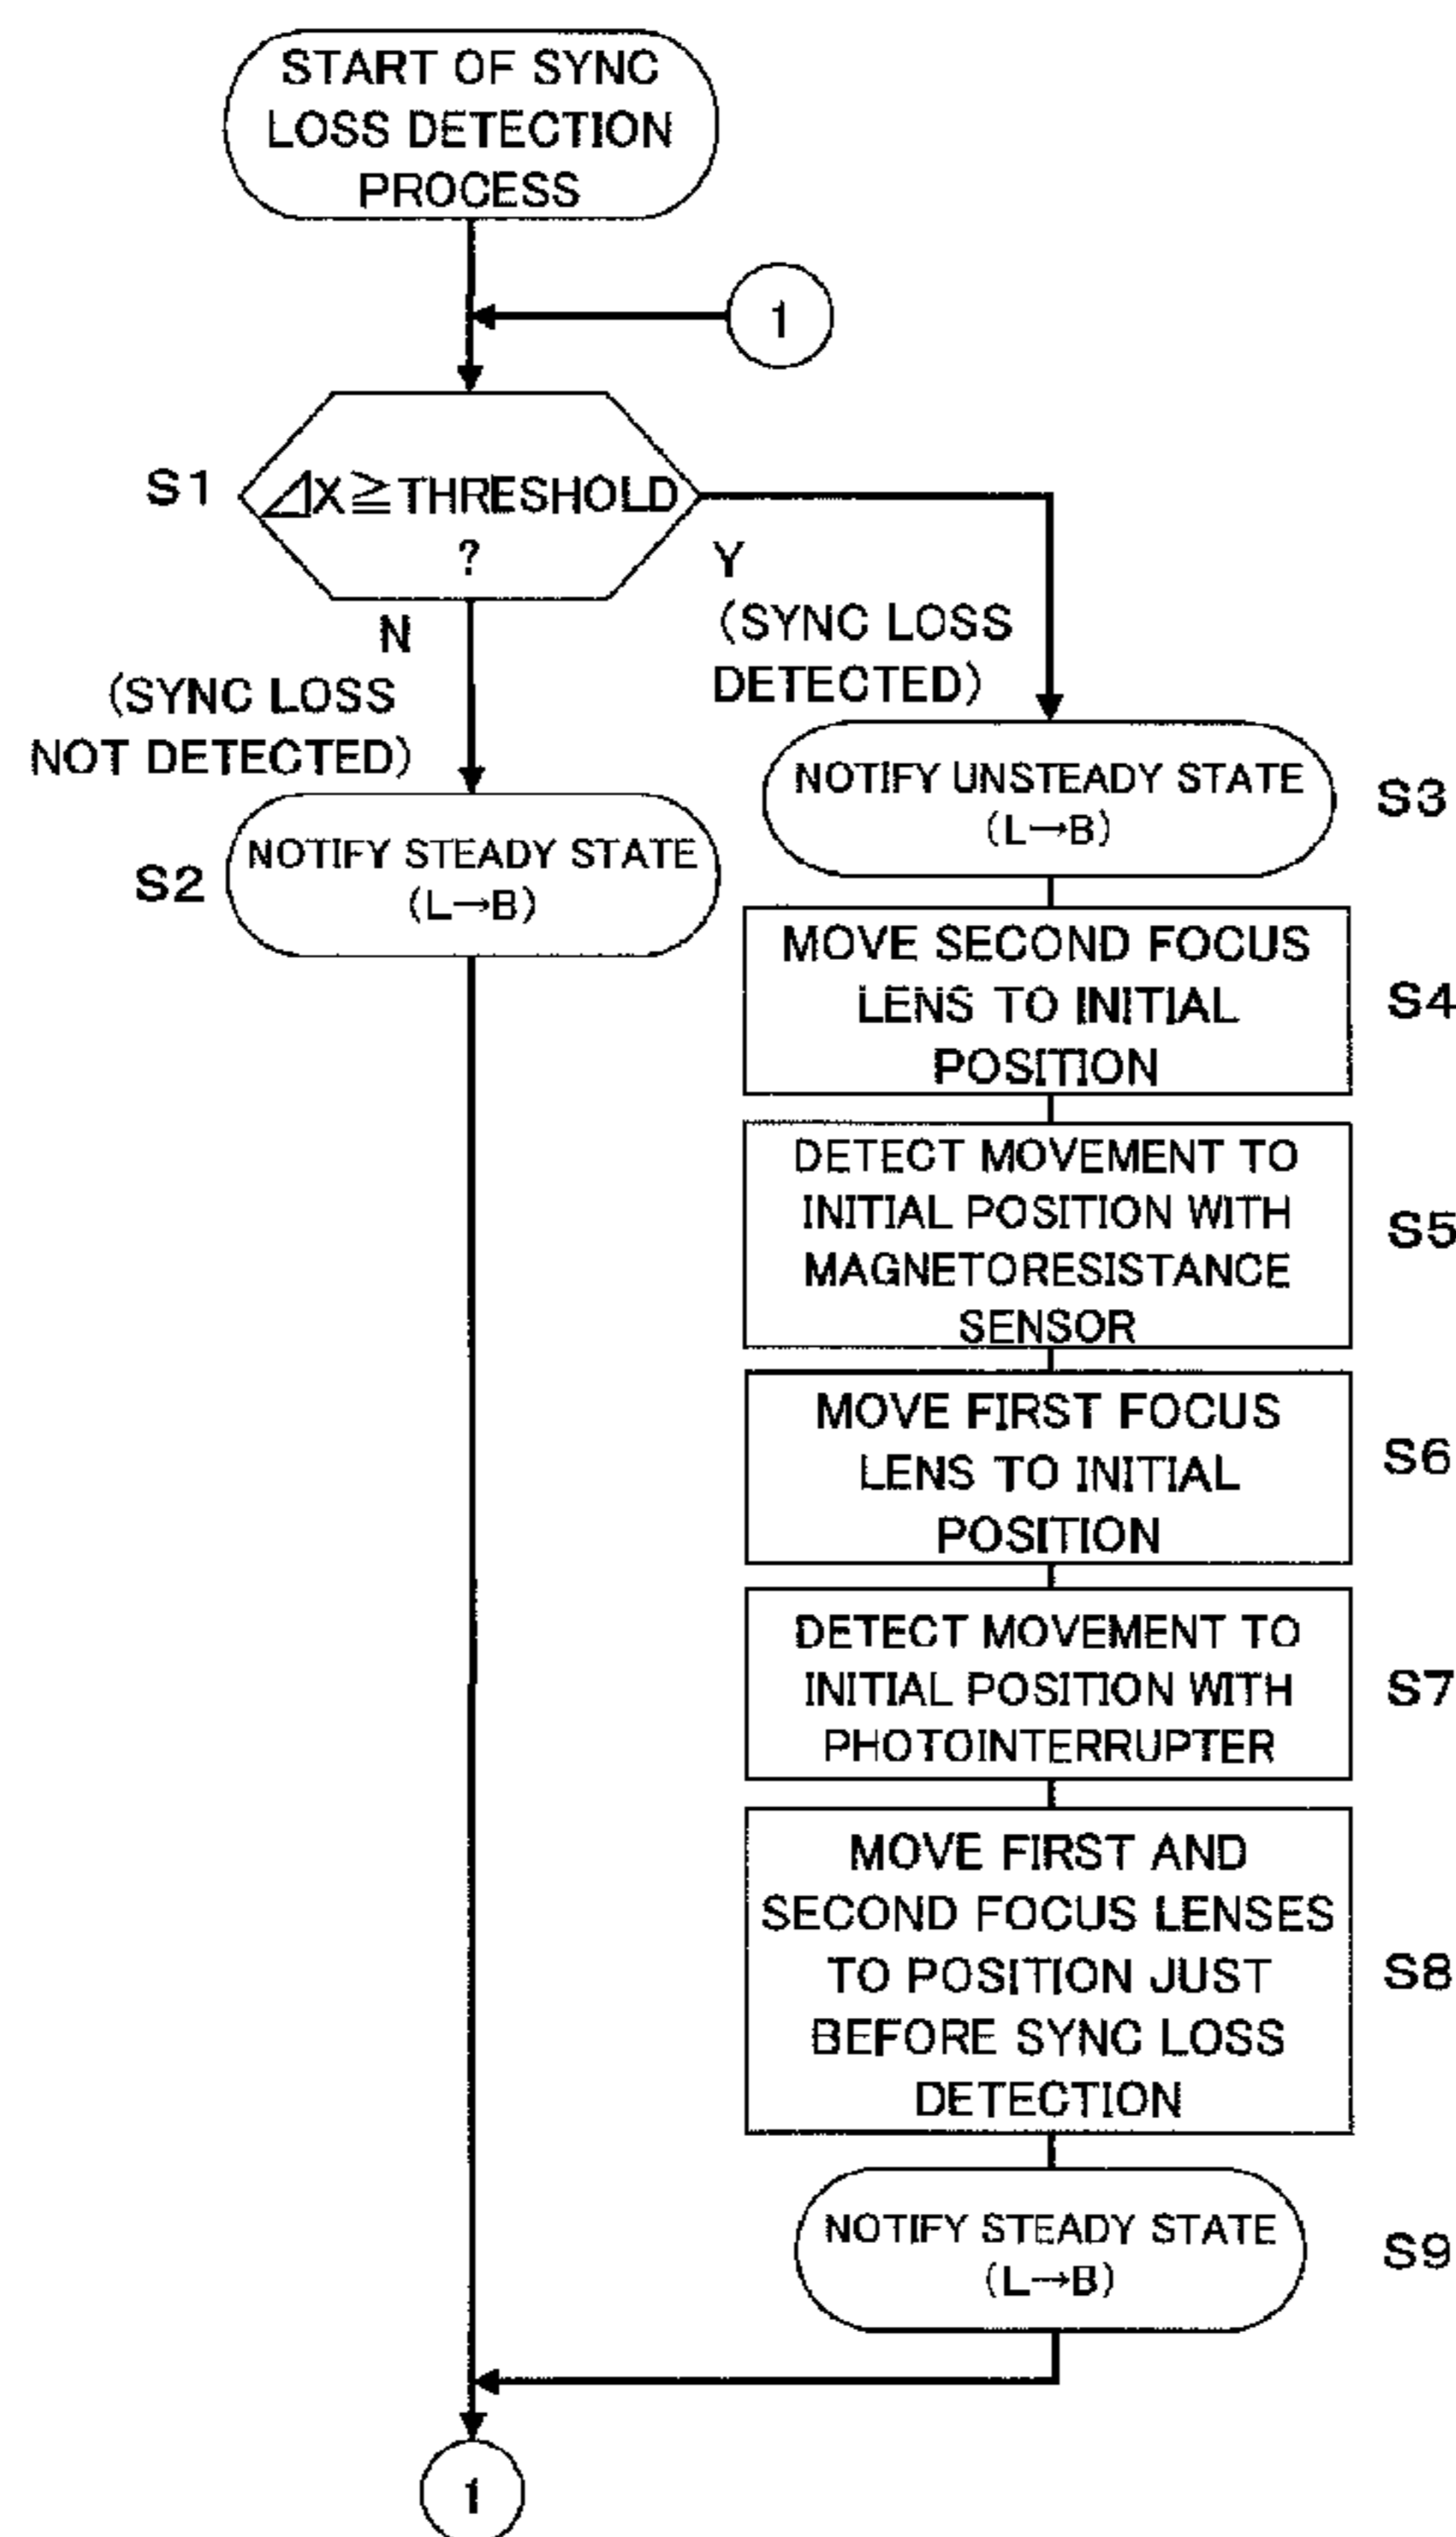 START OF SYNC
LOSS DETECTION
PROCESS
1
S1
⊿X≧THRESHOLD
?
N
(SYNC LOSS
NOT DETECTED)
Y
(SYNC LOSS
DETECTED)
S2
NOTIFY STEADY STATE
(L→B)
NOTIFY UNSTEADY STATE
(L→B)
S3
MOVE SECOND FOCUS
LENS TO INITIAL
POSITION
S4
DETECT MOVEMENT TO
INITIAL POSITION WITH
MAGNETORESISTANCE
SENSOR
S5
MOVE FIRST FOCUS
LENS TO INITIAL
POSITION
S6
DETECT MOVEMENT TO
INITIAL POSITION WITH
PHOTOINTERRUPTER
S7
MOVE FIRST AND
SECOND FOCUS LENSES
TO POSITION JUST
BEFORE SYNC LOSS
DETECTION
S8
NOTIFY STEADY STATE
(L→B)
S9
1